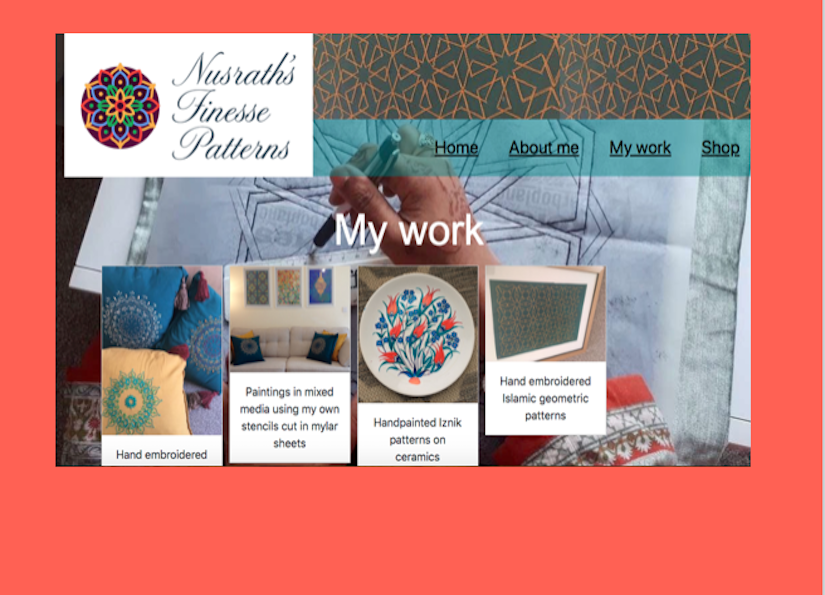 Nusrath's
Finesse
Patterns
Home About me My work Shop
My work
Hand embroidered
Paintings in mixed
media using my own
stencils cut in mylar
sheets
Handpainted Iznik
patterns on
ceramics
Hand embroidered
Islamic geometric
patterns